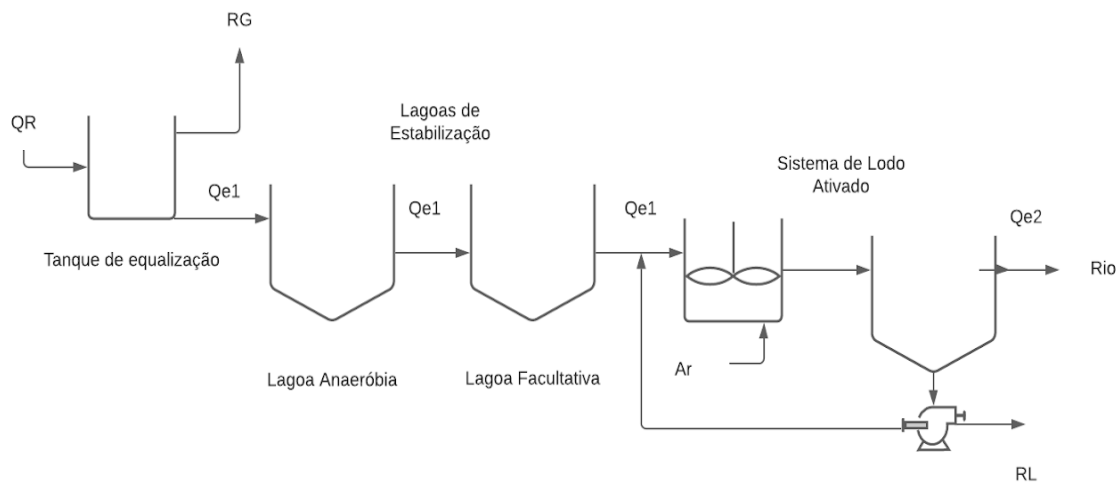 RG
QR
Lagoas de
Estabilização
Sistema de Lodo
Ativado
Qe1
Qe1
Qe1
Qe2
Tanque de equalização
Rio
Ar
Lagoa Anaeróbia
Lagoa Facultativa
RL